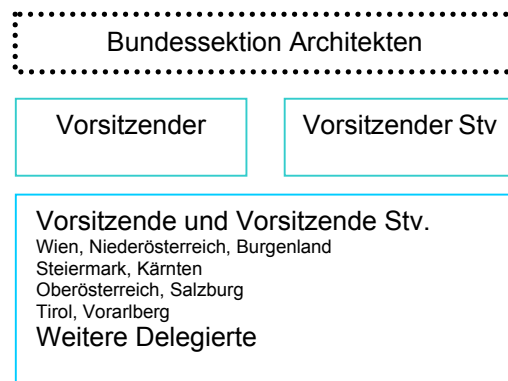 Bundessektion Architekten
Vorsitzender
Vorsitzender Stv
Vorsitzende und Vorsitzende Stv.
Wien, Niederösterreich, Burgenland
Steiermark, Kärnten
Oberösterreich, Salzburg
Tirol, Vorarlberg
Weitere Delegierte